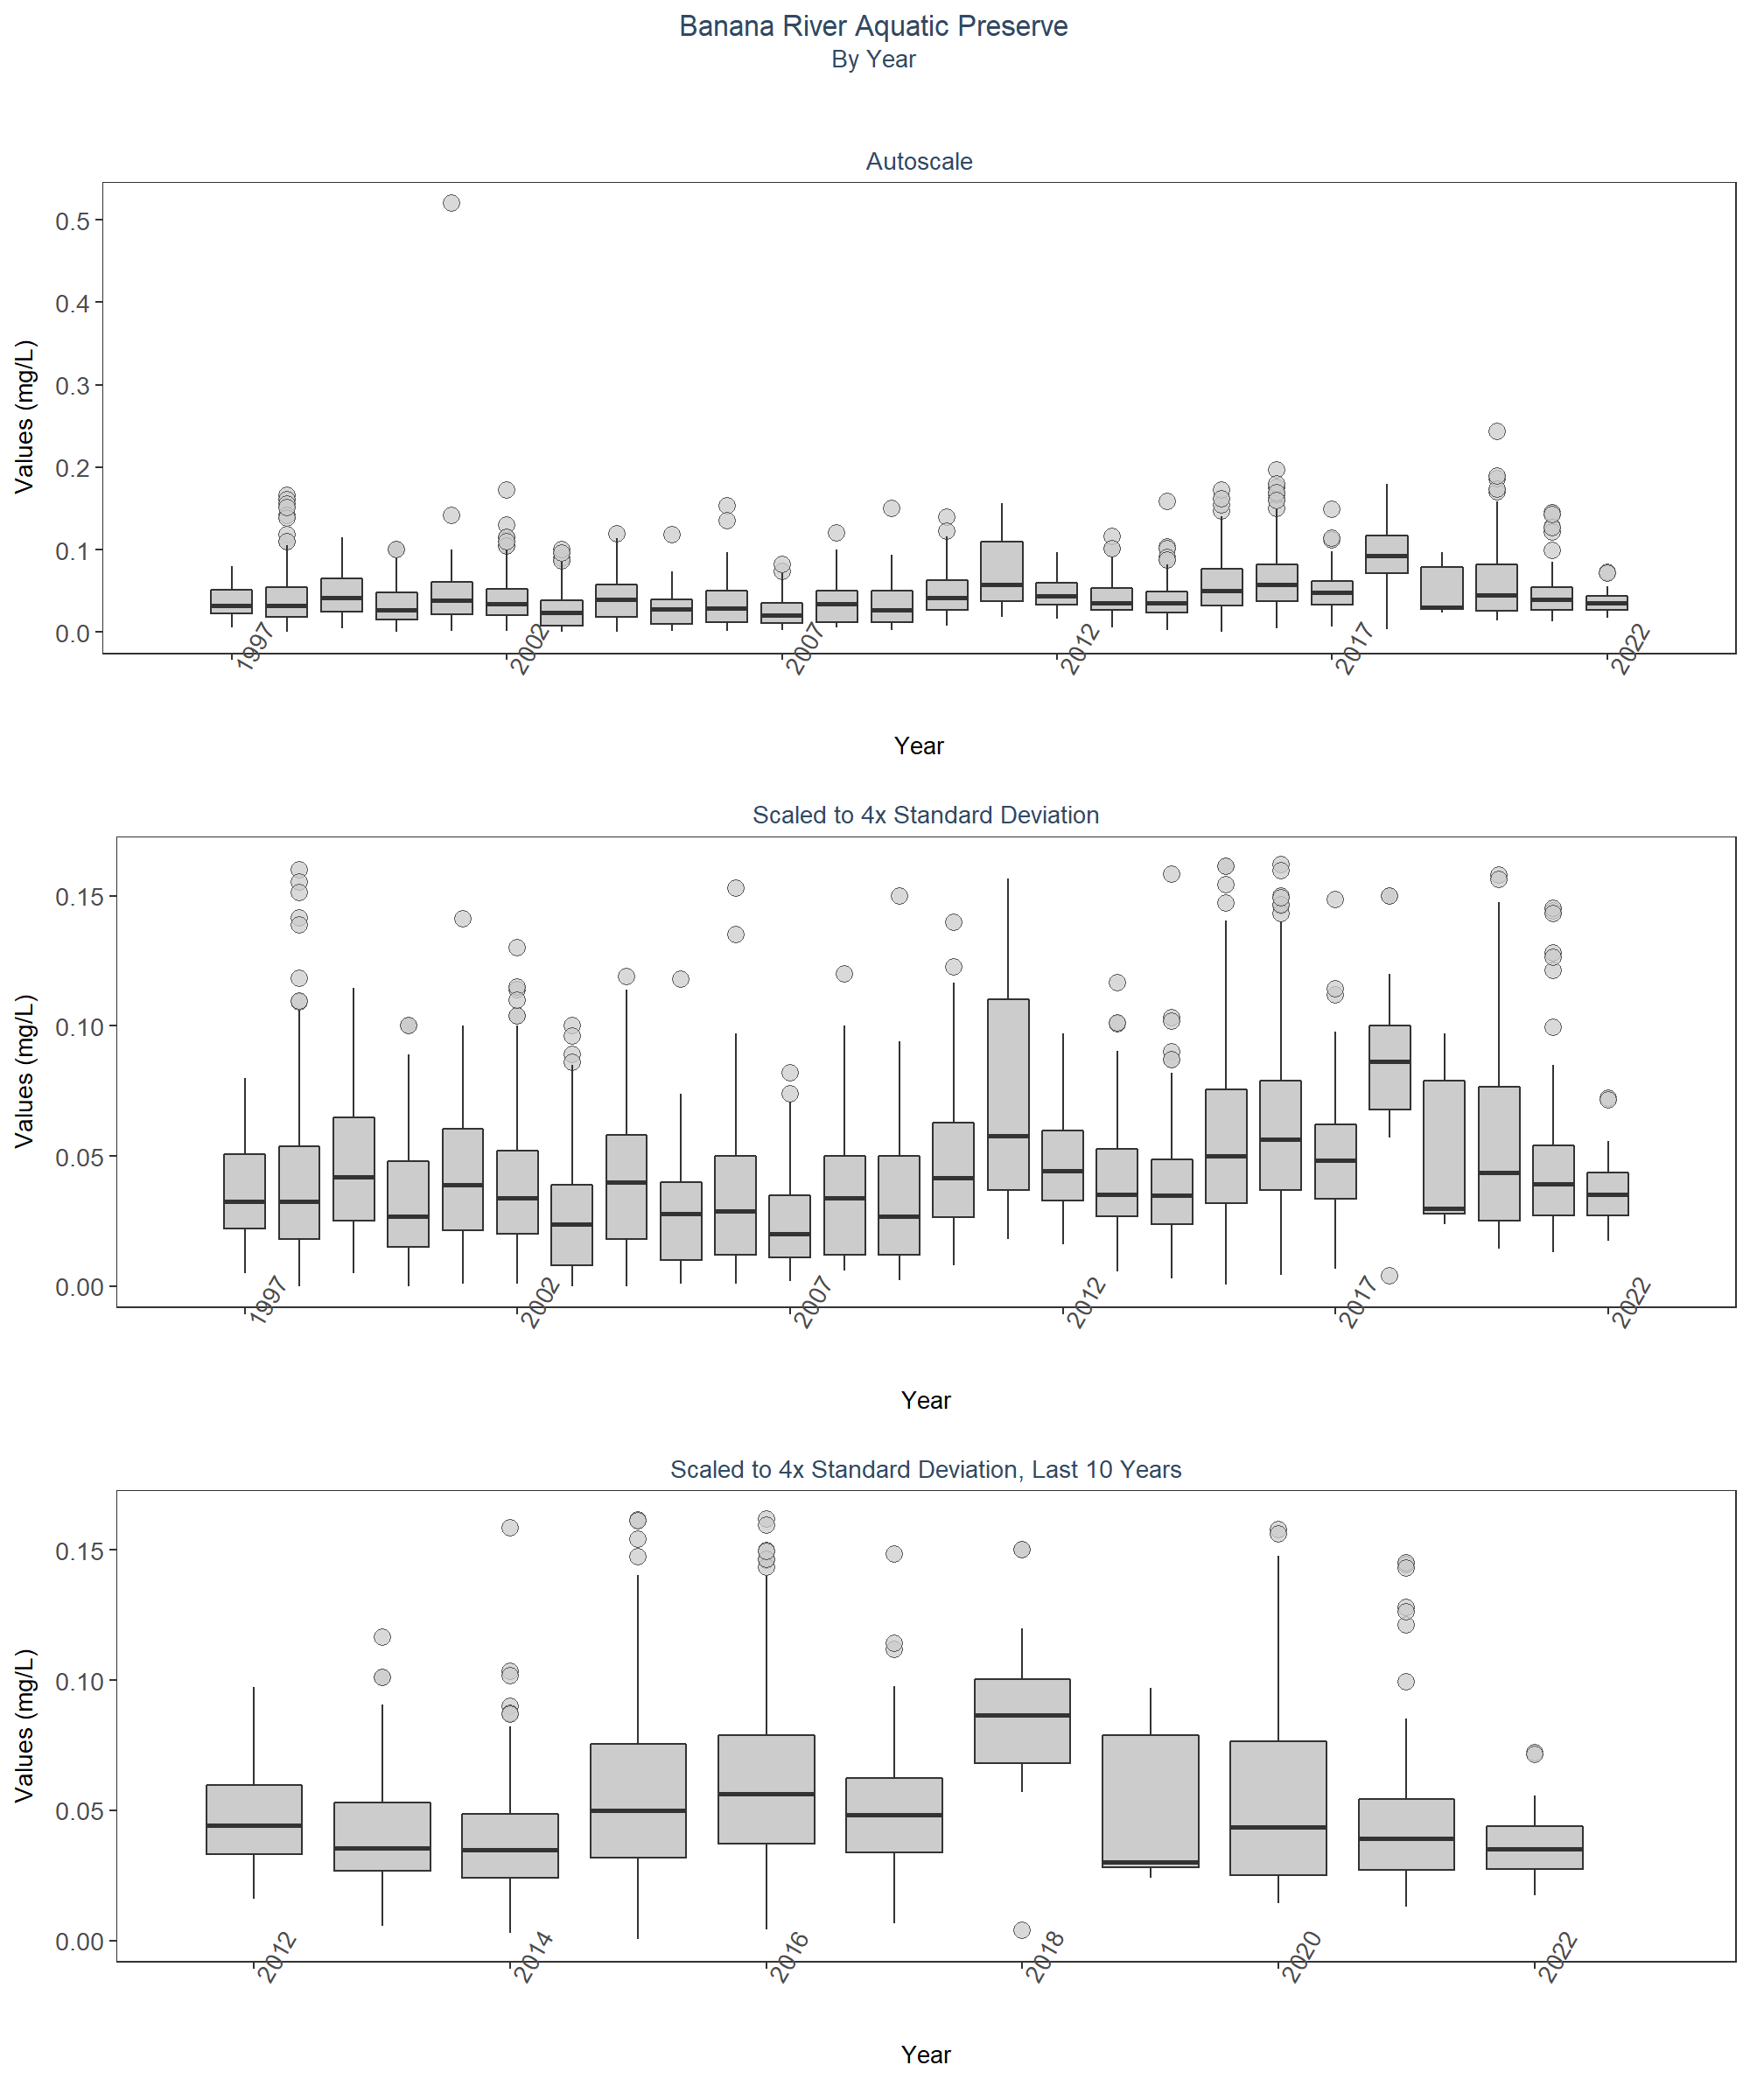 Banana River Aquatic Preserve
By Year
Autoscale
Values (mg/L)
0.5
0.4
0.3
0.2
0.1
0.0
1997
2002
2007
2012
2017
2022
Year
Scaled to 4x Standard Deviation
Values (mg/L)
0.15
0.10
0.05
0.00
1997
2002
2007
2012
2017
2022
Year
Scaled to 4x Standard Deviation, Last 10 Years
Values (mg/L)
0.15
0.10
0.05
0.00
2012
2014
2016
2018
2020
2022
Year